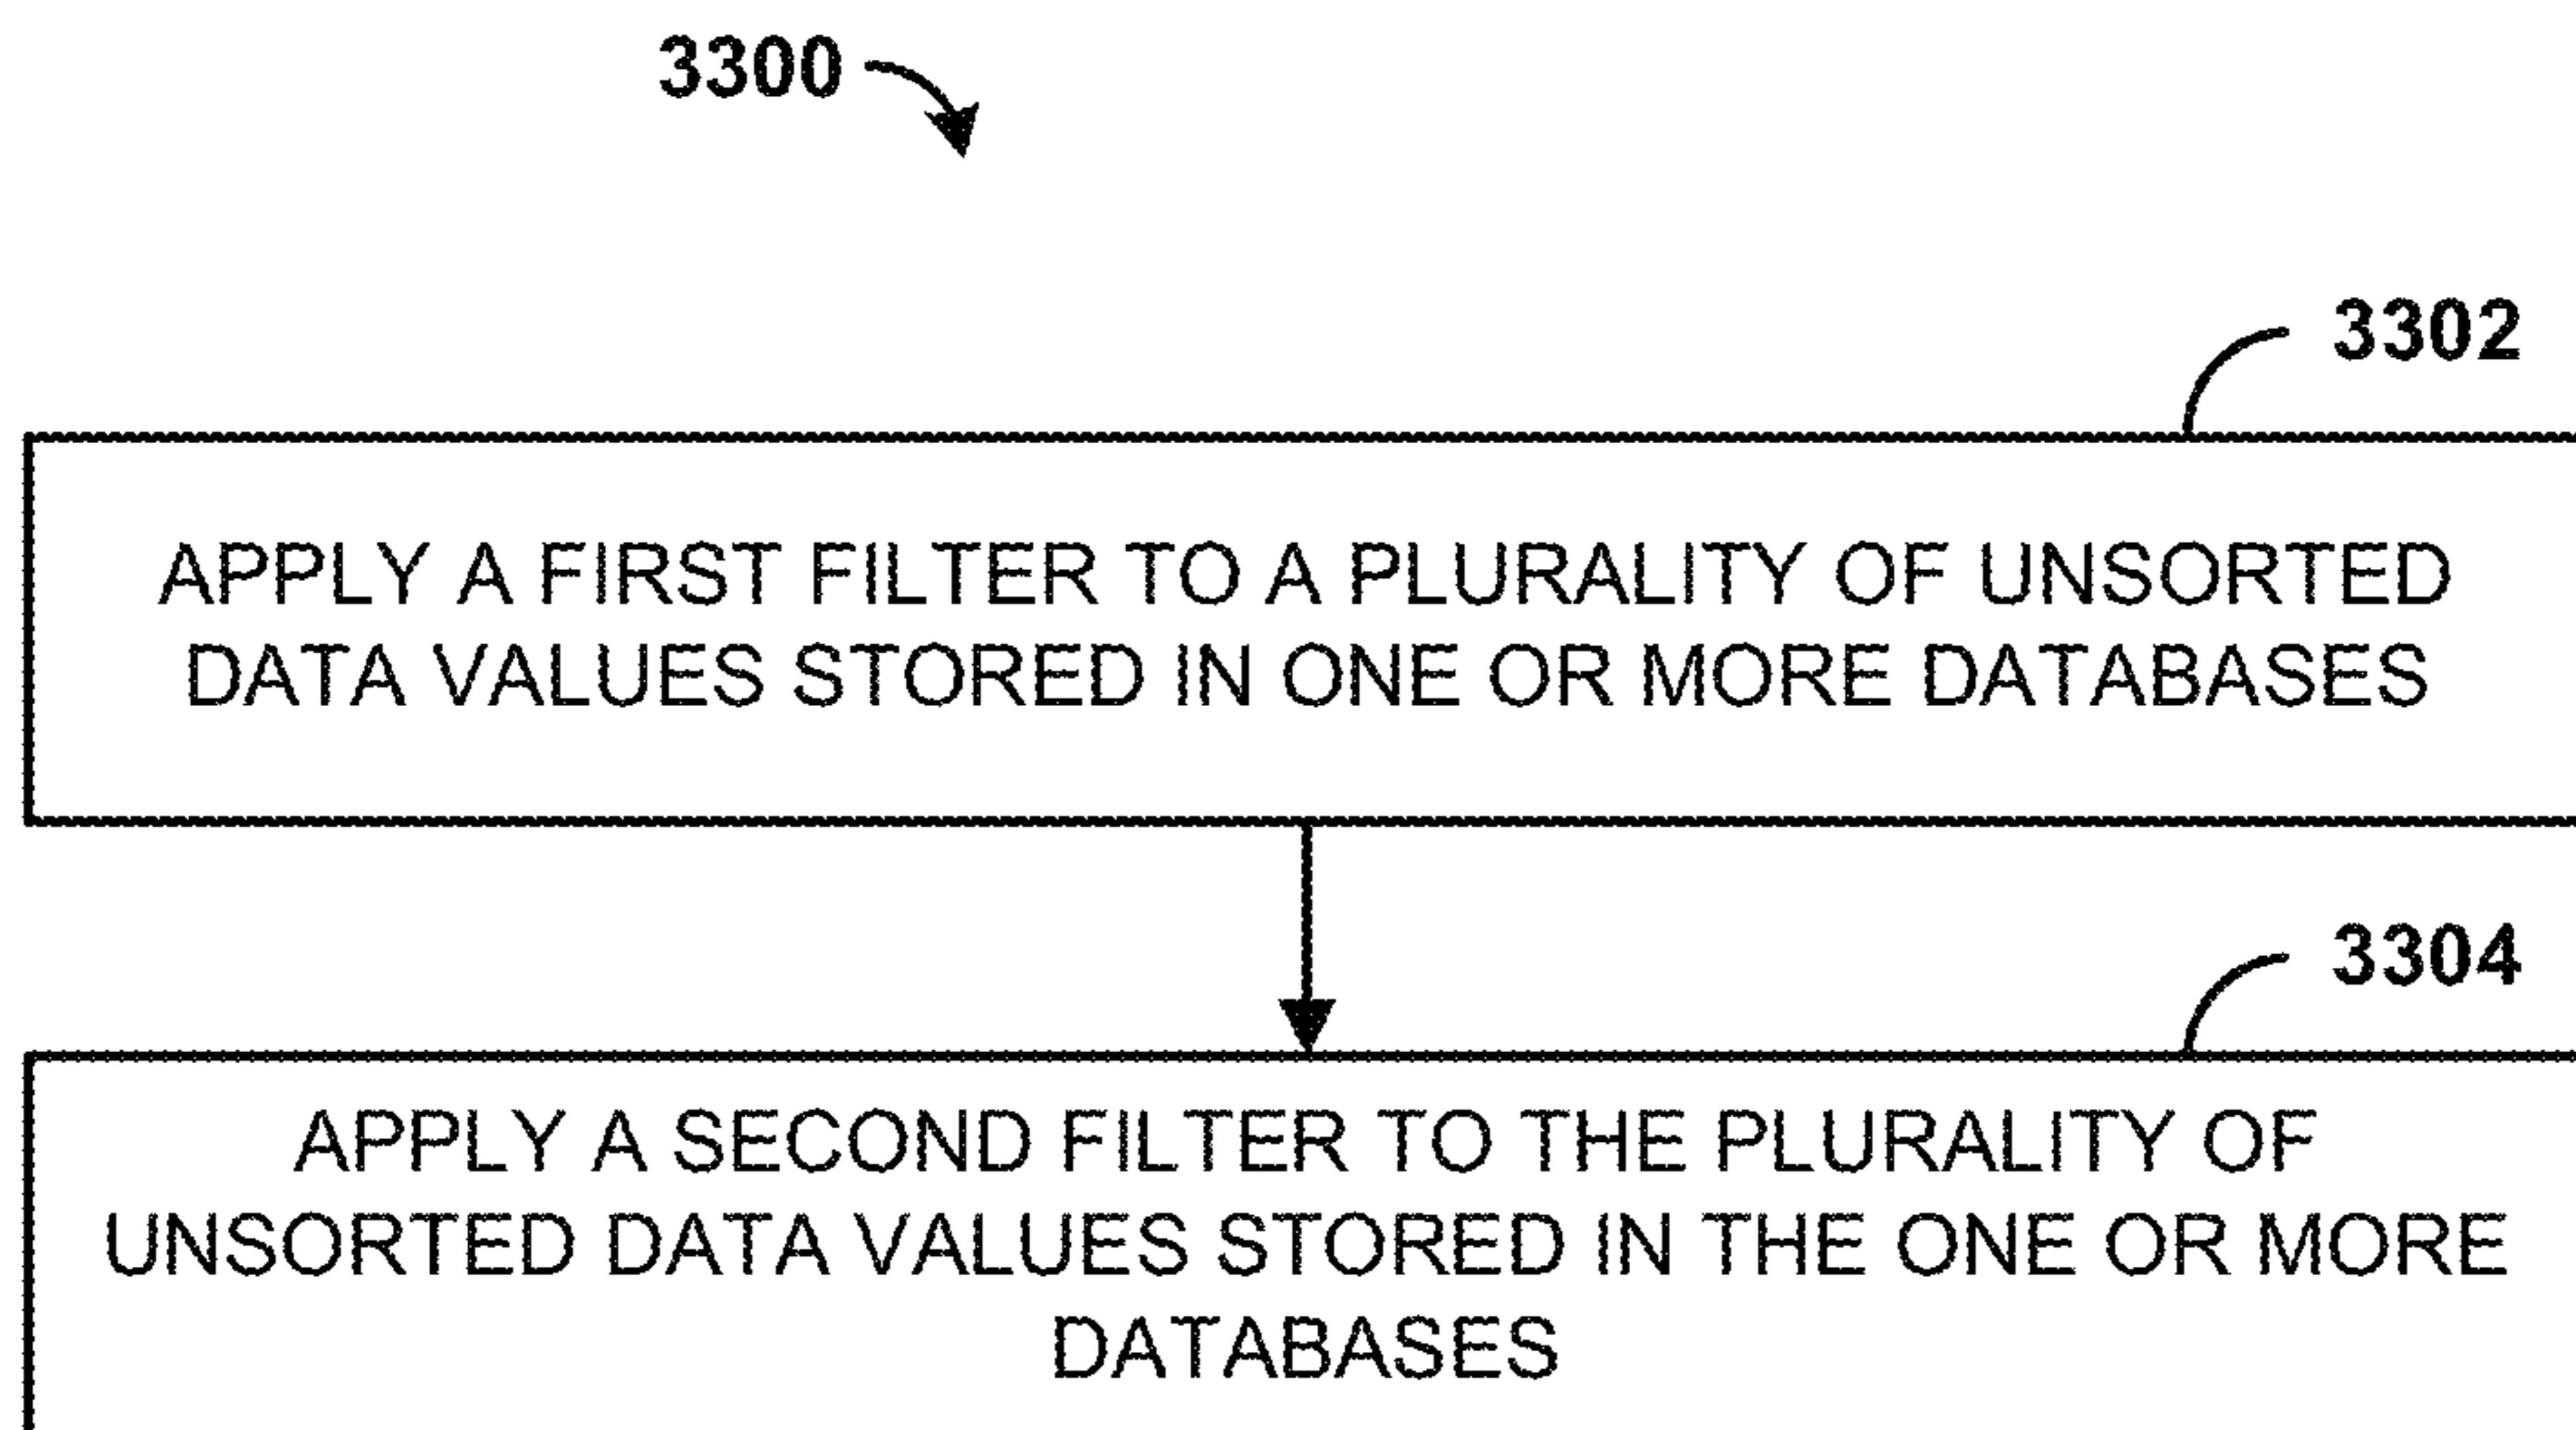 3300
3302
APPLY A FIRST FILTER TO A PLURALITY OF UNSORTED
DATA VALUES STORED IN ONE OR MORE DATABASES
3304
APPLY A SECOND FILTER TO THE PLURALITY OF
UNSORTED DATA VALUES STORED IN THE ONE OR MORE
DATABASES